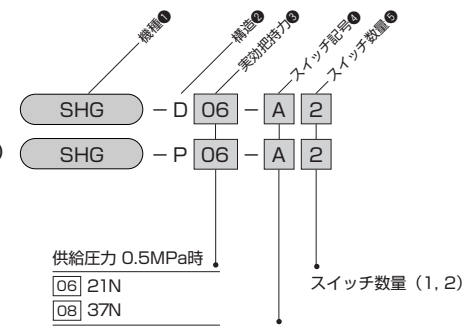 機種❶
構造❷
実効把持力❸
スイッチ記号❹
スイッチ数量❺
SHG － D 06 － A 2
SHG － P 06 － A 2
供給圧力 0.5MPa時
06 21N
08 37N
スイッチ数量（1, 2）